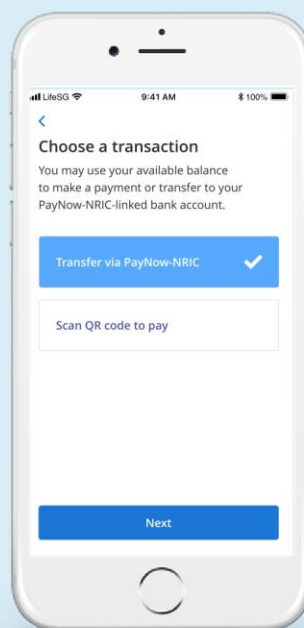 LifeSG 9:41 AM 100%
Choose a transaction
You may use your available balance
to make a payment or transfer to your
PayNow-NRIC-linked bank account.
Transfer via PayNow-NRIC
Scan QR code to pay
Next